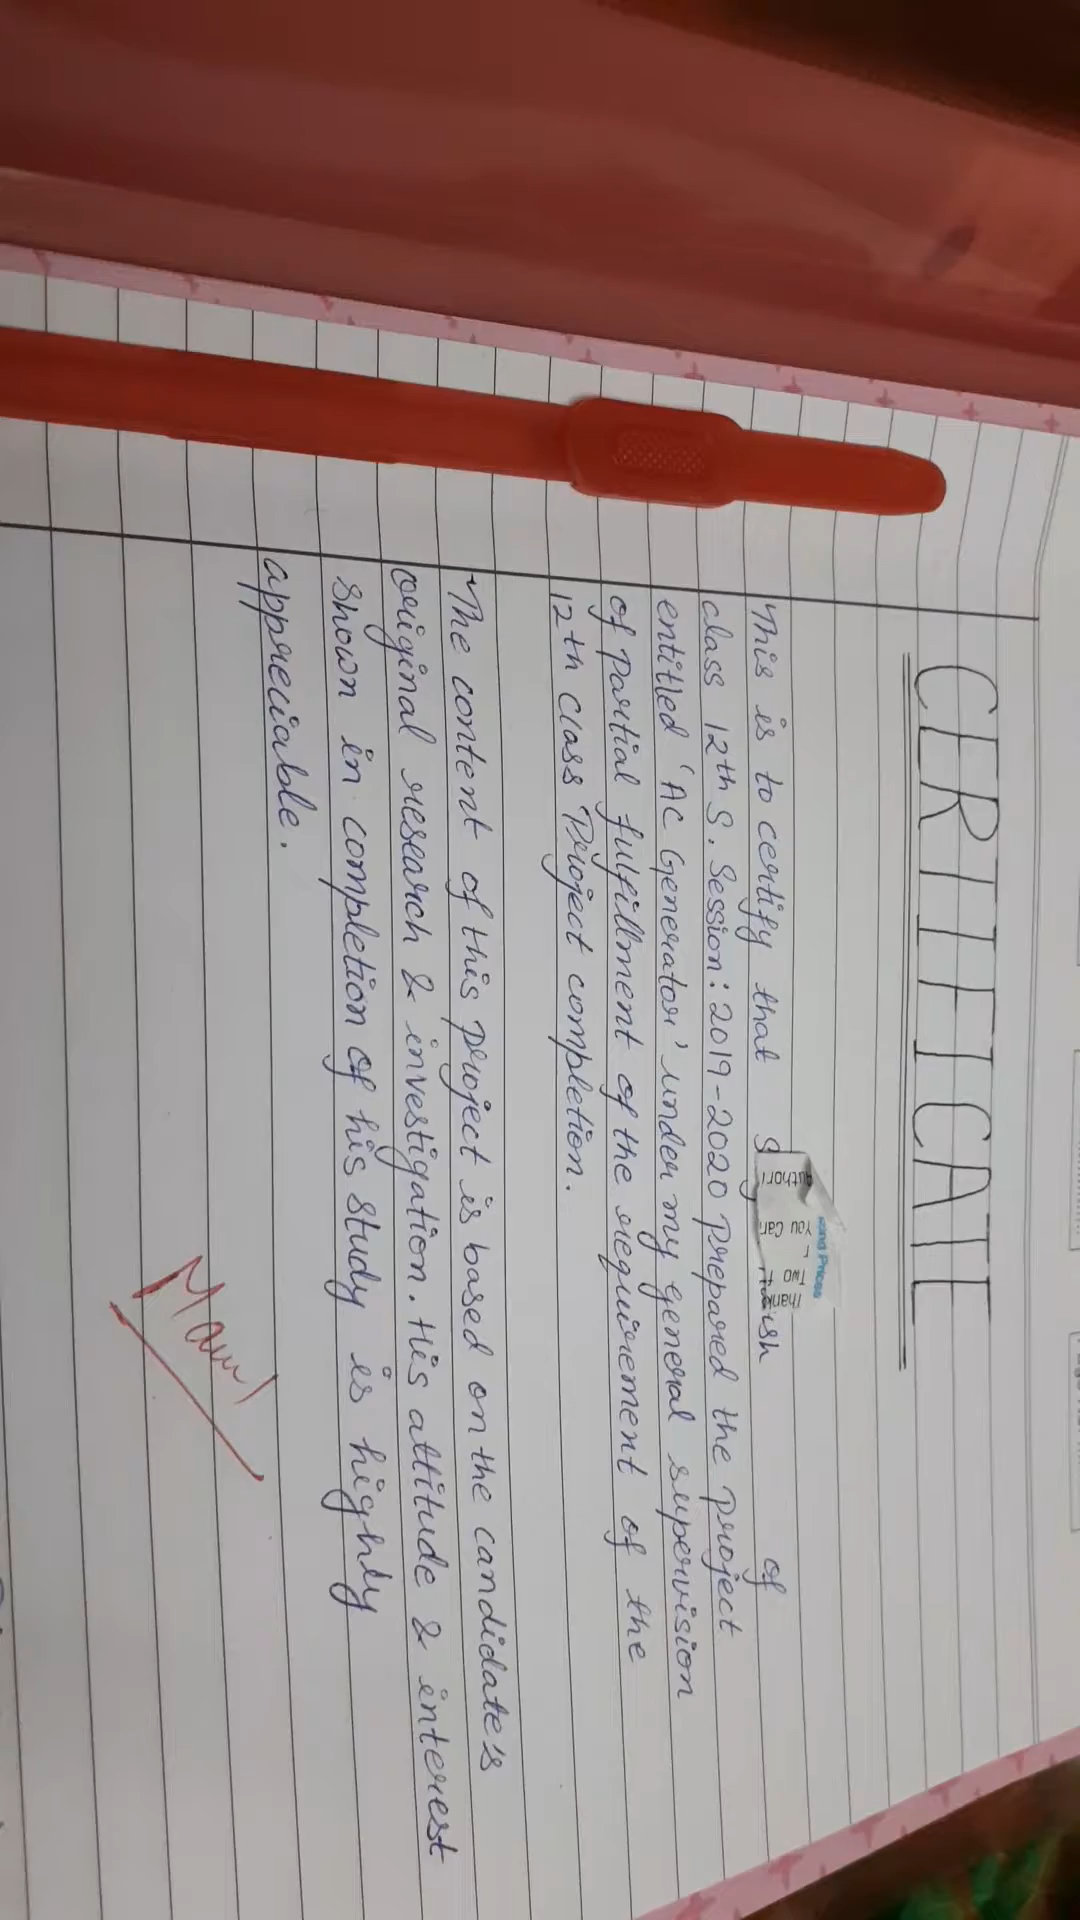 CERTIFICATE
This is to certify that of
class 12th S. Session: 2019-2020 prepared the project
entitled 'AC Generator' under my general supervision
of partial fulfillment of the requirement of the
12th class Project completion.
The content of this project is based on the candidate's
original research & investigation. His attitude & interest
shown in completion of his study is highly
appreciable.